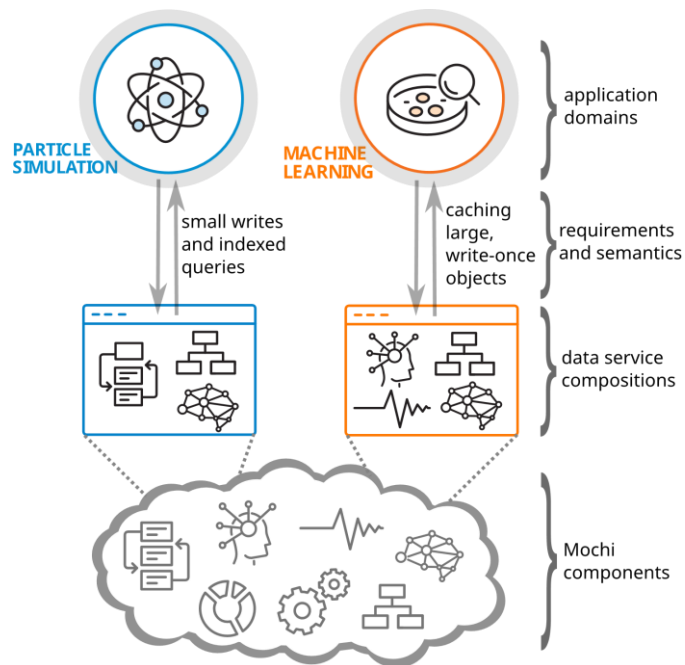 PARTICLE
SIMULATION
MACHINE
LEARNING
application
domains
small writes
and indexed
queries
caching
large,
write-once
objects
requirements
and semantics
data service
compositions
Mochi
components